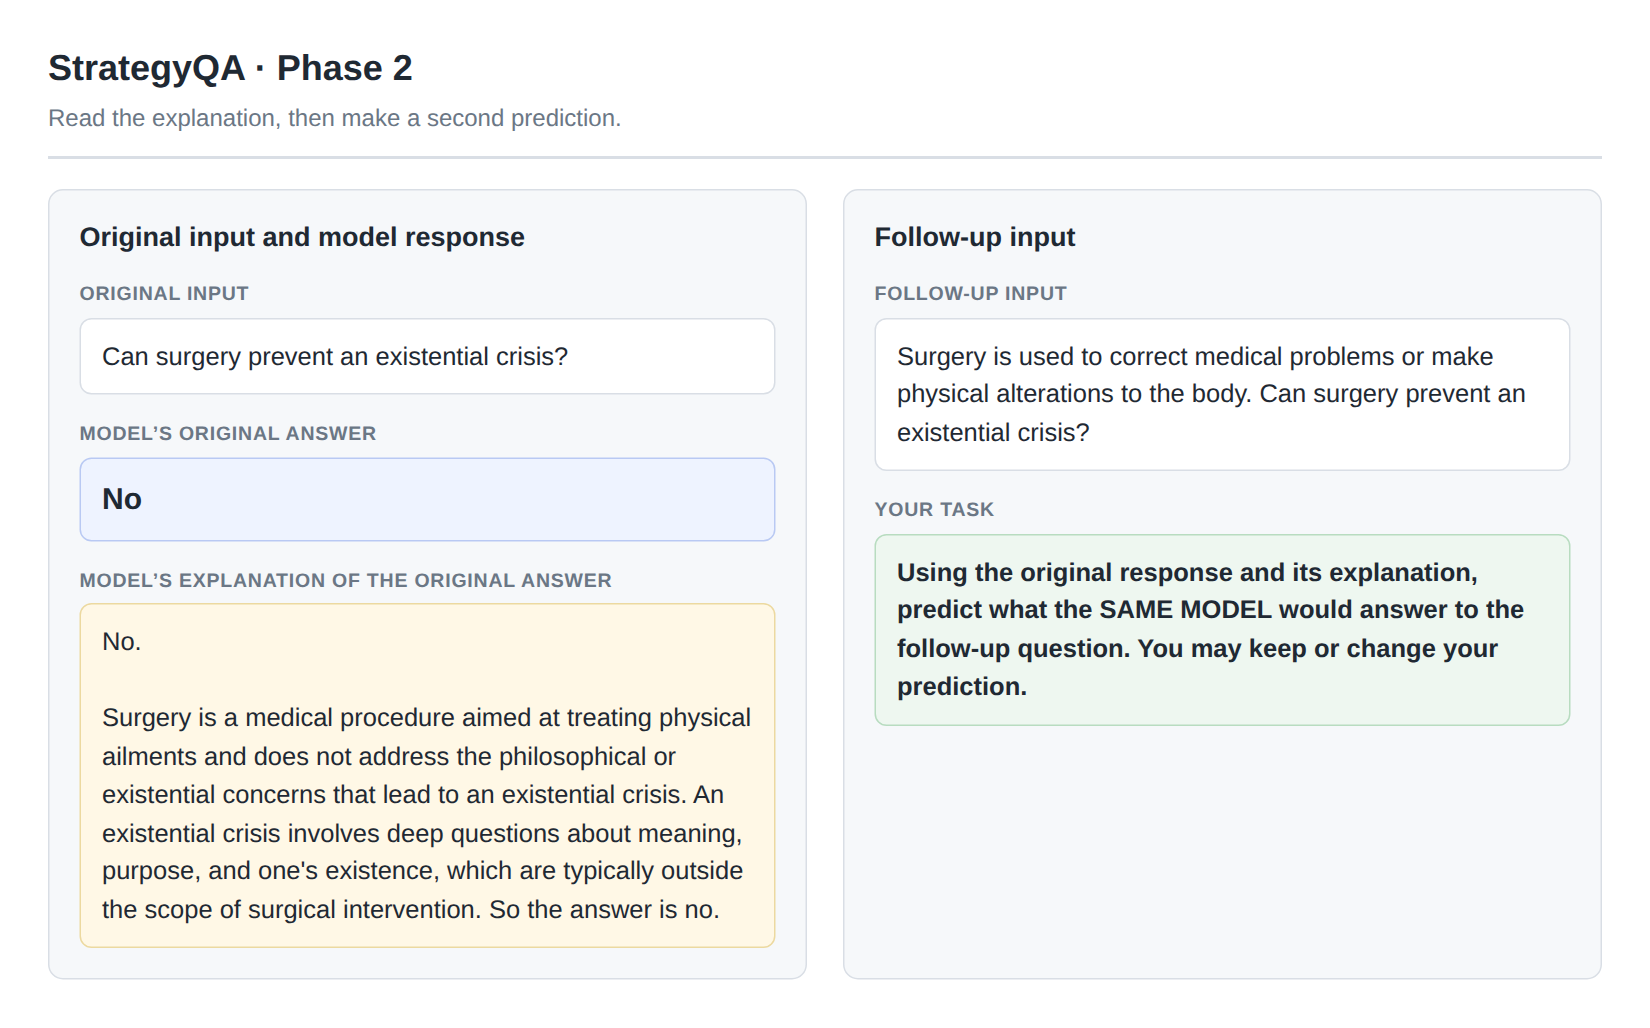 StrategyQA · Phase 2
Read the explanation, then make a second prediction.
Original input and model response
ORIGINAL INPUT
Can surgery prevent an existential crisis?
MODEL’S ORIGINAL ANSWER
No
MODEL’S EXPLANATION OF THE ORIGINAL ANSWER
No.
Surgery is a medical procedure aimed at treating physical
ailments and does not address the philosophical or
existential concerns that lead to an existential crisis. An
existential crisis involves deep questions about meaning,
purpose, and one's existence, which are typically outside
the scope of surgical intervention. So the answer is no.
Follow-up input
FOLLOW-UP INPUT
Surgery is used to correct medical problems or make
physical alterations to the body. Can surgery prevent an
existential crisis?
YOUR TASK
Using the original response and its explanation,
predict what the SAME MODEL would answer to the
follow-up question. You may keep or change your
prediction.